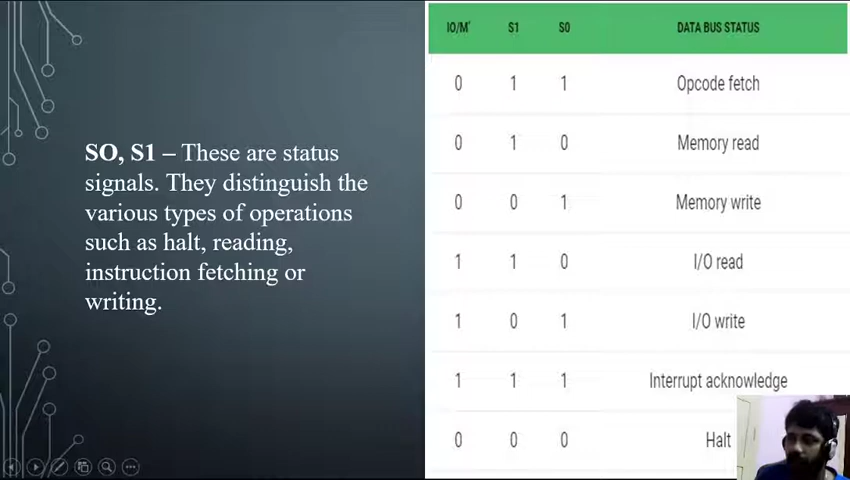 SO, S1 – These are status
signals. They distinguish the
various types of operations
such as halt, reading,
instruction fetching or
writing.
IO/M' S1 S0 DATA BUS STATUS
0 1 1 Opcode fetch
0 1 0 Memory read
0 0 1 Memory write
1 1 0 I/O read
1 0 1 I/O write
1 1 1 Interrupt acknowledge
0 0 0 Halt